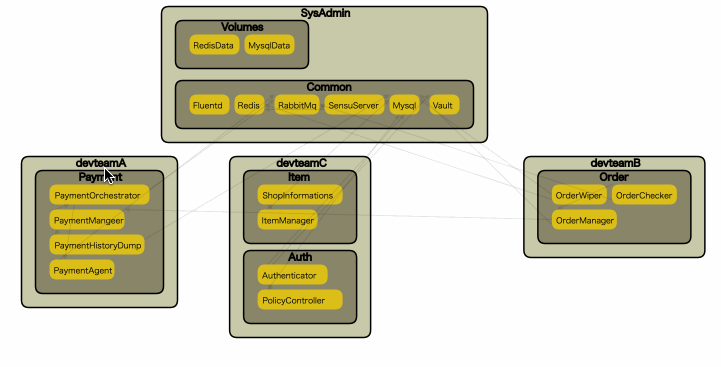 SysAdmin
Volumes
RedisData MysqlData
Common
Fluentd Redis RabbitMq SensuServer Mysql Vault
devteamA
Payment
PaymentOrchestrator
PaymentMangeer
PaymentHistoryDump
PaymentAgent
devteamC
Item
ShopInformations
ItemManager
Auth
Authenticator
PolicyController
devteamB
Order
OrderWiper OrderChecker
OrderManager